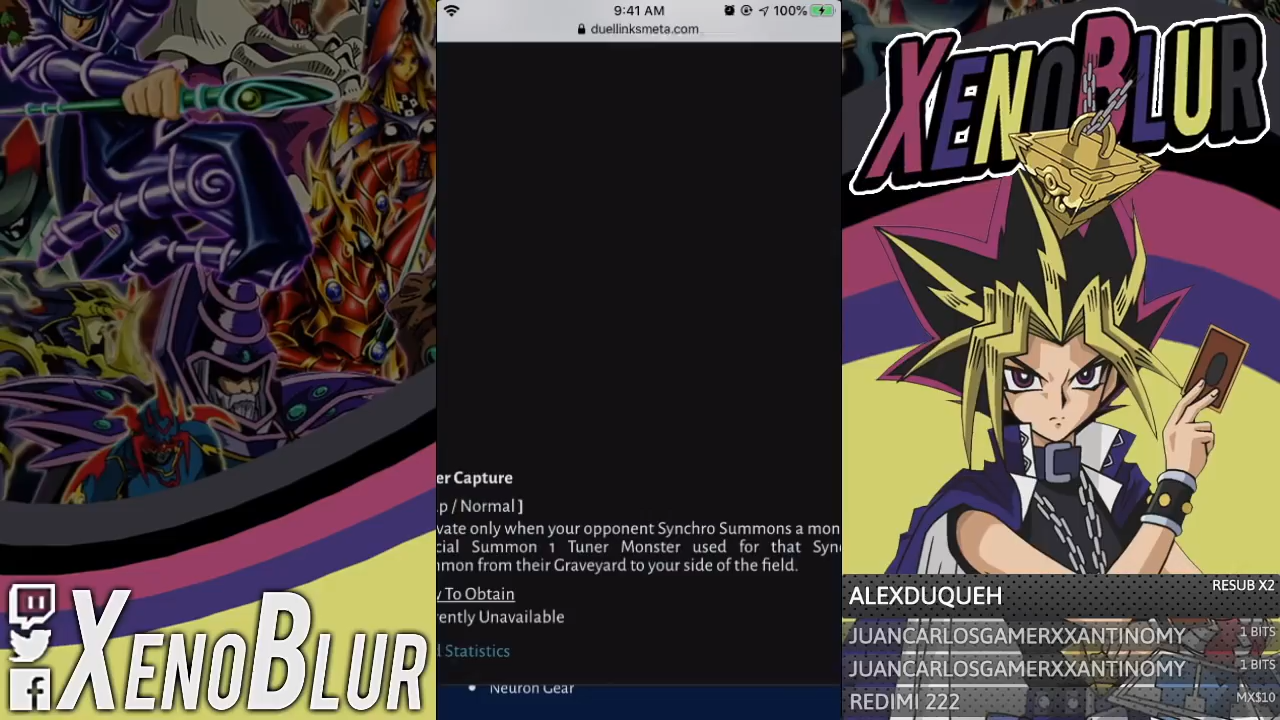 9:41 AM
100%
duellinksmeta.com
XENOBLUR
er Capture
p / Normal ]
vate only when your opponent Synchro Summons a mon
cial Summon 1 Tuner Monster used for that Syn
mon from their Graveyard to your side of the field.
To Obtain
ently Unavailable
Statistics
• Neuron Gear
XENOBLUR
ALEXDUQUEH RESUB X2
JUANCARLOSGAMERXXANTINOMY 1 BITS
JUANCARLOSGAMERXXANTINOMY 1 BITS
REDIMI 222 MX$10